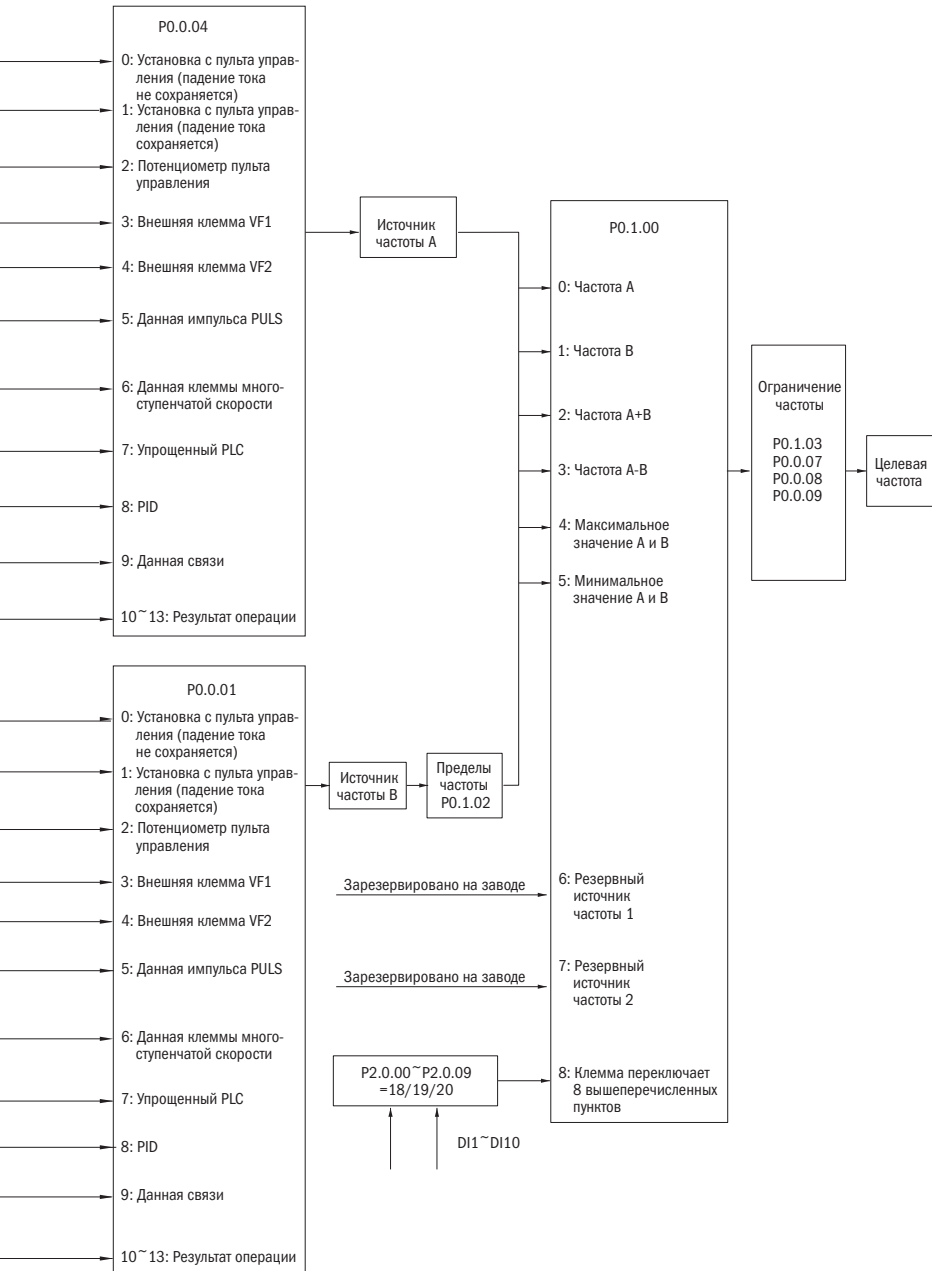 P0.0.04
0: Установка с пульта управ-
ления (падение тока
не сохраняется)
1: Установка с пульта управ-
ления (падение тока
сохраняется)
2: Потенциометр пульта
управления
3: Внешняя клемма VF1
4: Внешняя клемма VF2
5: Данная импульса PULS
6: Данная клеммы много-
ступенчатой скорости
7: Упрощенный PLC
8: PID
9: Данная связи
10~13: Результат операции
Источник
частоты A
P0.0.01
0: Установка с пульта управ-
ления (падение тока
не сохраняется)
1: Установка с пульта управ-
ления (падение тока
сохраняется)
2: Потенциометр пульта
управления
3: Внешняя клемма VF1
4: Внешняя клемма VF2
5: Данная импульса PULS
6: Данная клеммы много-
ступенчатой скорости
7: Упрощенный PLC
8: PID
9: Данная связи
10~13: Результат операции
Источник
частоты B
Пределы
частоты
P0.1.02
Зарезервировано на заводе
Зарезервировано на заводе
P2.0.00~P2.0.09
=18/19/20
DI1~DI10
P0.1.00
0: Частота A
1: Частота B
2: Частота A+B
3: Частота A-B
4: Максимальное
значение A и B
5: Минимальное
значение A и B
6: Резервный
источник
частоты 1
7: Резервный
источник
частоты 2
8: Клемма переключает
8 вышеперечисленных
пунктов
Ограничение
частоты
P0.1.03
P0.0.07
P0.0.08
P0.0.09
Целевая
частота